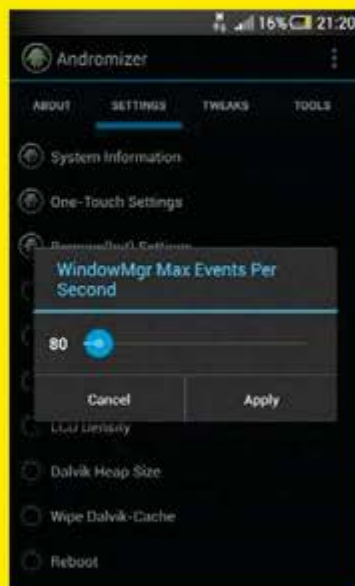 16% 21:20
Andromizer
ABOUT SETTINGS TWEAKS TOOLS
System Information
One-Touch Settings
WindowMgr Max Events Per
Second
80
Cancel Apply
LCD Density
Dalvik Heap Size
Wipe Dalvik-Cache
Reboot